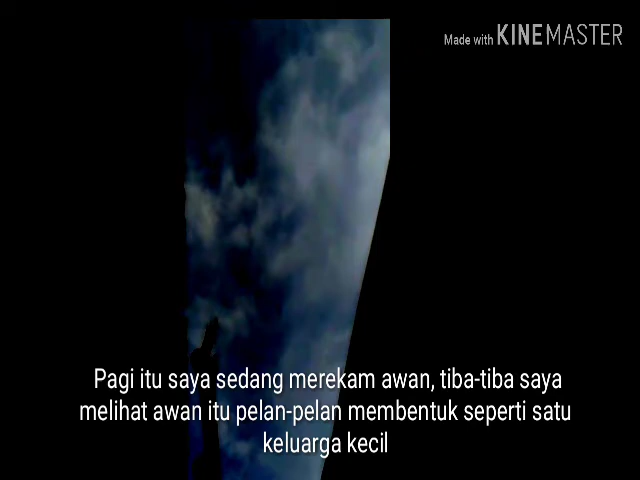 Made with KINEMASTER
Pagi itu saya sedang merekam awan, tiba-tiba saya
melihat awan itu pelan-pelan membentuk seperti satu
keluarga kecil